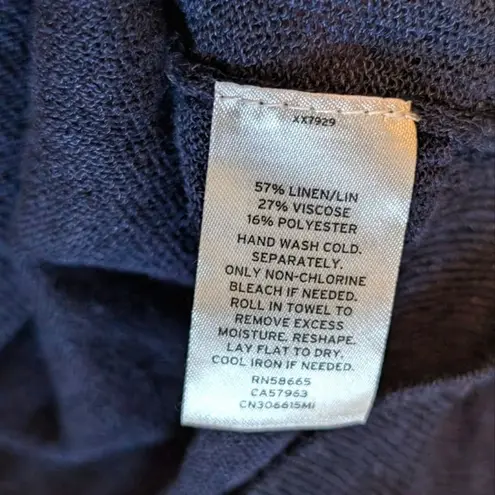 XX7929
57% LINEN/LIN
27% VISCOSE
16% POLYESTER
HAND WASH COLD.
SEPARATELY.
ONLY NON-CHLORINE
BLEACH IF NEEDED.
ROLL IN TOWEL TO
REMOVE EXCESS
MOISTURE. RESHAPE.
LAY FLAT TO DRY.
COOL IRON IF NEEDED.
RN58665
CA57963
CN306615MI